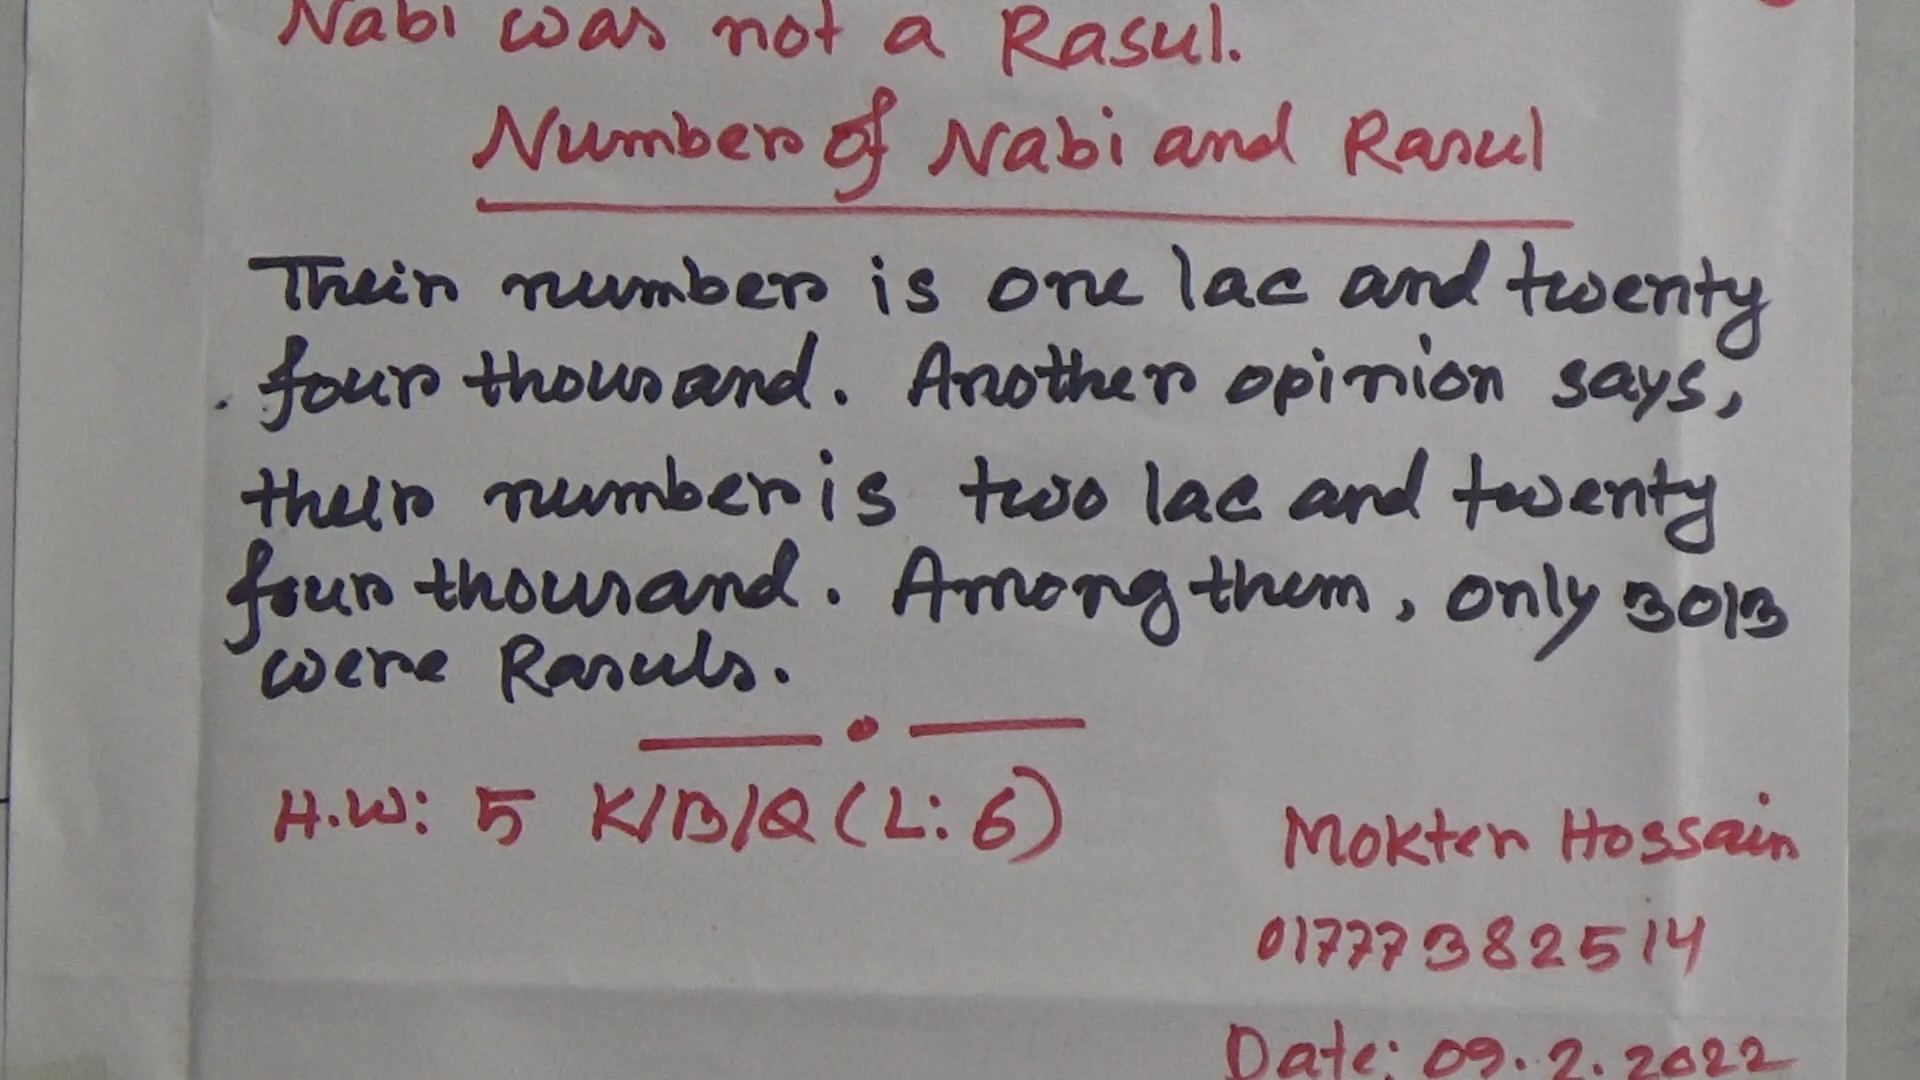 Nabi was not a Rasul.
Number of Nabi and Rasul
Their number is one lac and twenty
four thousand. Another opinion says,
their number is two lac and twenty
four thousand. Among them, only 3013
were Rasuls.
H.W: 5 K/B/Q (L: 6)
Mokter Hossain
01777382514
Date: 09.2.2022